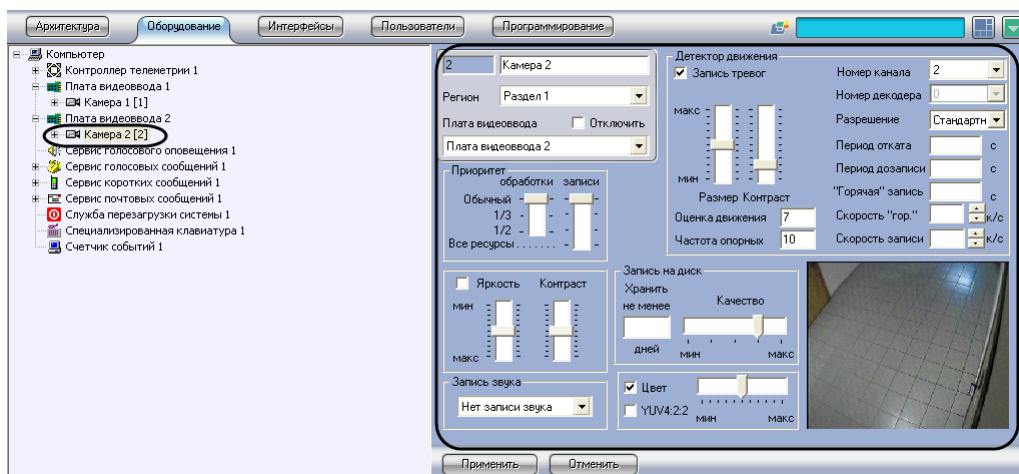 Архитектура
Оборудование
Интерфейсы
Пользователи
Программирование
Компьютер
Контроллер телеметрии 1
Плата видеоввода 1
Камера 1 [1]
Плата видеоввода 2
Камера 2 [2]
Сервис голосового оповещения 1
Сервис голосовых сообщений 1
Сервис коротких сообщений 1
Сервис почтовых сообщений 1
Служба перезагрузки системы 1
Специализированная клавиатура 1
Счетчик событий 1
2
Камера 2
Регион
Раздел 1
Плата видеоввода
Отключить
Плата видеоввода 2
Приоритет
обработки записи
Обычный
1/3
1/2
Все ресурсы
Яркость
Контраст
мин
макс
Запись звука
Нет записи звука
Детектор движения
Запись тревог
макс
мин
Размер Контраст
Оценка движения
7
Частота опорных
10
Номер канала
2
Номер декодера
0
Разрешение
Стандартн
Период отката
с
Период дозаписи
с
"Горячая" запись
с
Скорость "гор."
к/с
Скорость записи
к/с
Запись на диск
Хранить
не менее
дней
Качество
мин
макс
Цвет
YUV4:2:2
мин
макс
Применить
Отменить